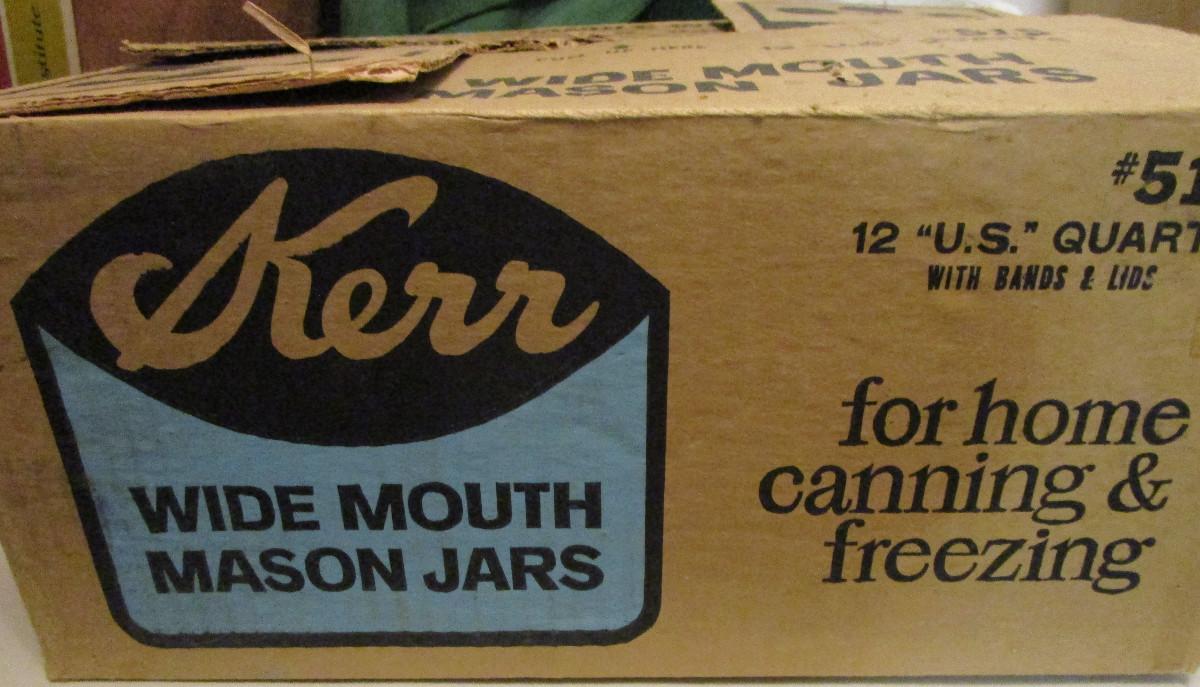 stitute
WIDE MOUTH
MASON JARS
Kerr
WIDE MOUTH
MASON JARS
#51
12 “U.S.” QUART
WITH BANDS & LIDS
for home
canning &
freezing